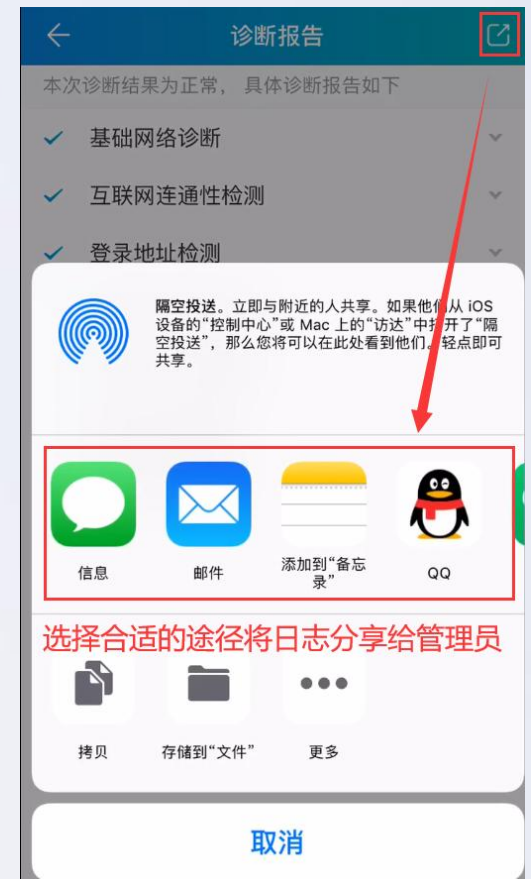 诊断报告
本次诊断结果为正常， 具体诊断报告如下
基础网络诊断
互联网连通性检测
登录地址检测
隔空投送。立即与附近的人共享。如果他们从 iOS
设备的“控制中心”或 Mac 上的“访达”中打开了“隔
空投送”，那么您将可以在此处看到他们。轻点即可
共享。
信息
邮件
添加到“备忘
录”
QQ
选择合适的途径将日志分享给管理员
拷贝
存储到“文件”
更多
取消